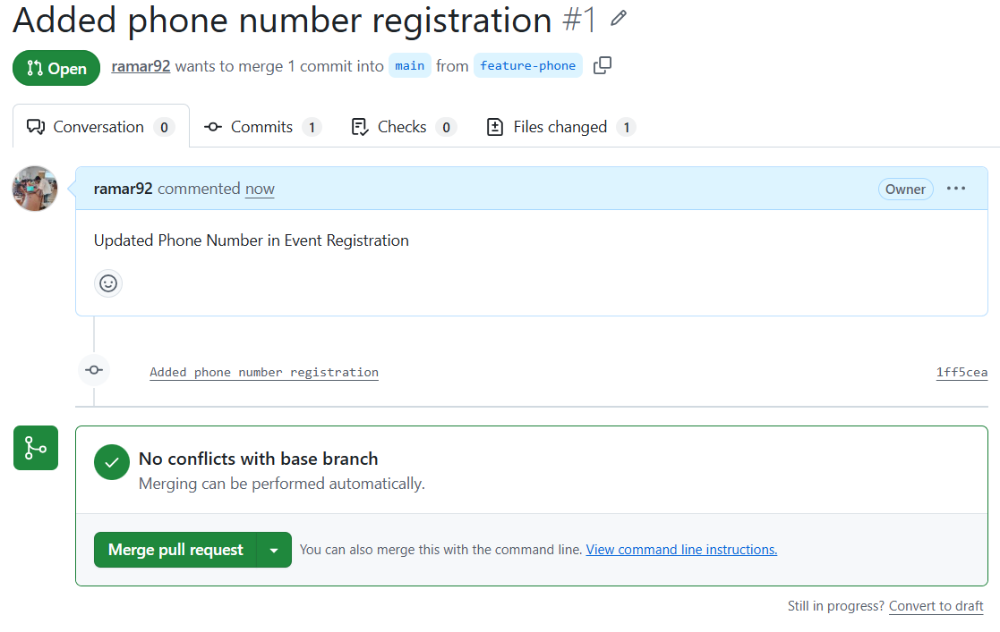 Added phone number registration #1
Open ramar92 wants to merge 1 commit into main from feature-phone
Conversation 0 Commits 1 Checks 0 Files changed 1
ramar92 commented now Owner
Updated Phone Number in Event Registration
Added phone number registration 1ff5cea
No conflicts with base branch
Merging can be performed automatically.
Merge pull request You can also merge this with the command line. View command line instructions.
Still in progress? Convert to draft